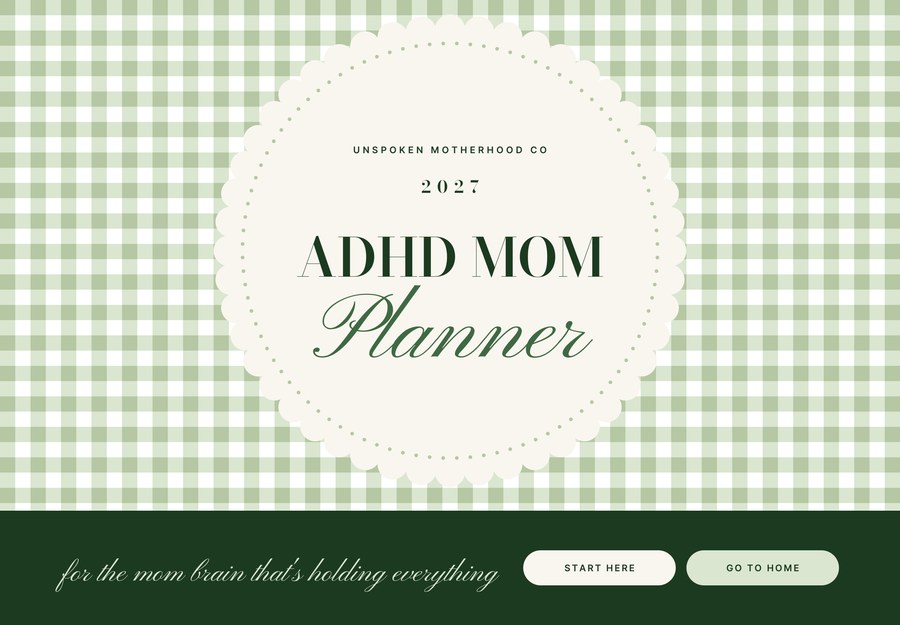 UNSPOKEN MOTHERHOOD CO
2027
ADHD MOM
Planner
for the mom brain that's holding everything
START HERE
GO TO HOME